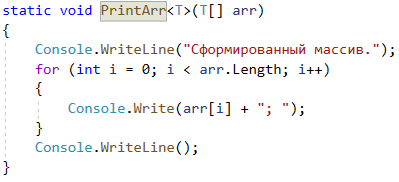 static void PrintArr<T>(T[] arr)
{
    Console.WriteLine("Сформированный массив.");
    for (int i = 0; i < arr.Length; i++)
    {
        Console.Write(arr[i] + "; ");
    }
    Console.WriteLine();
}